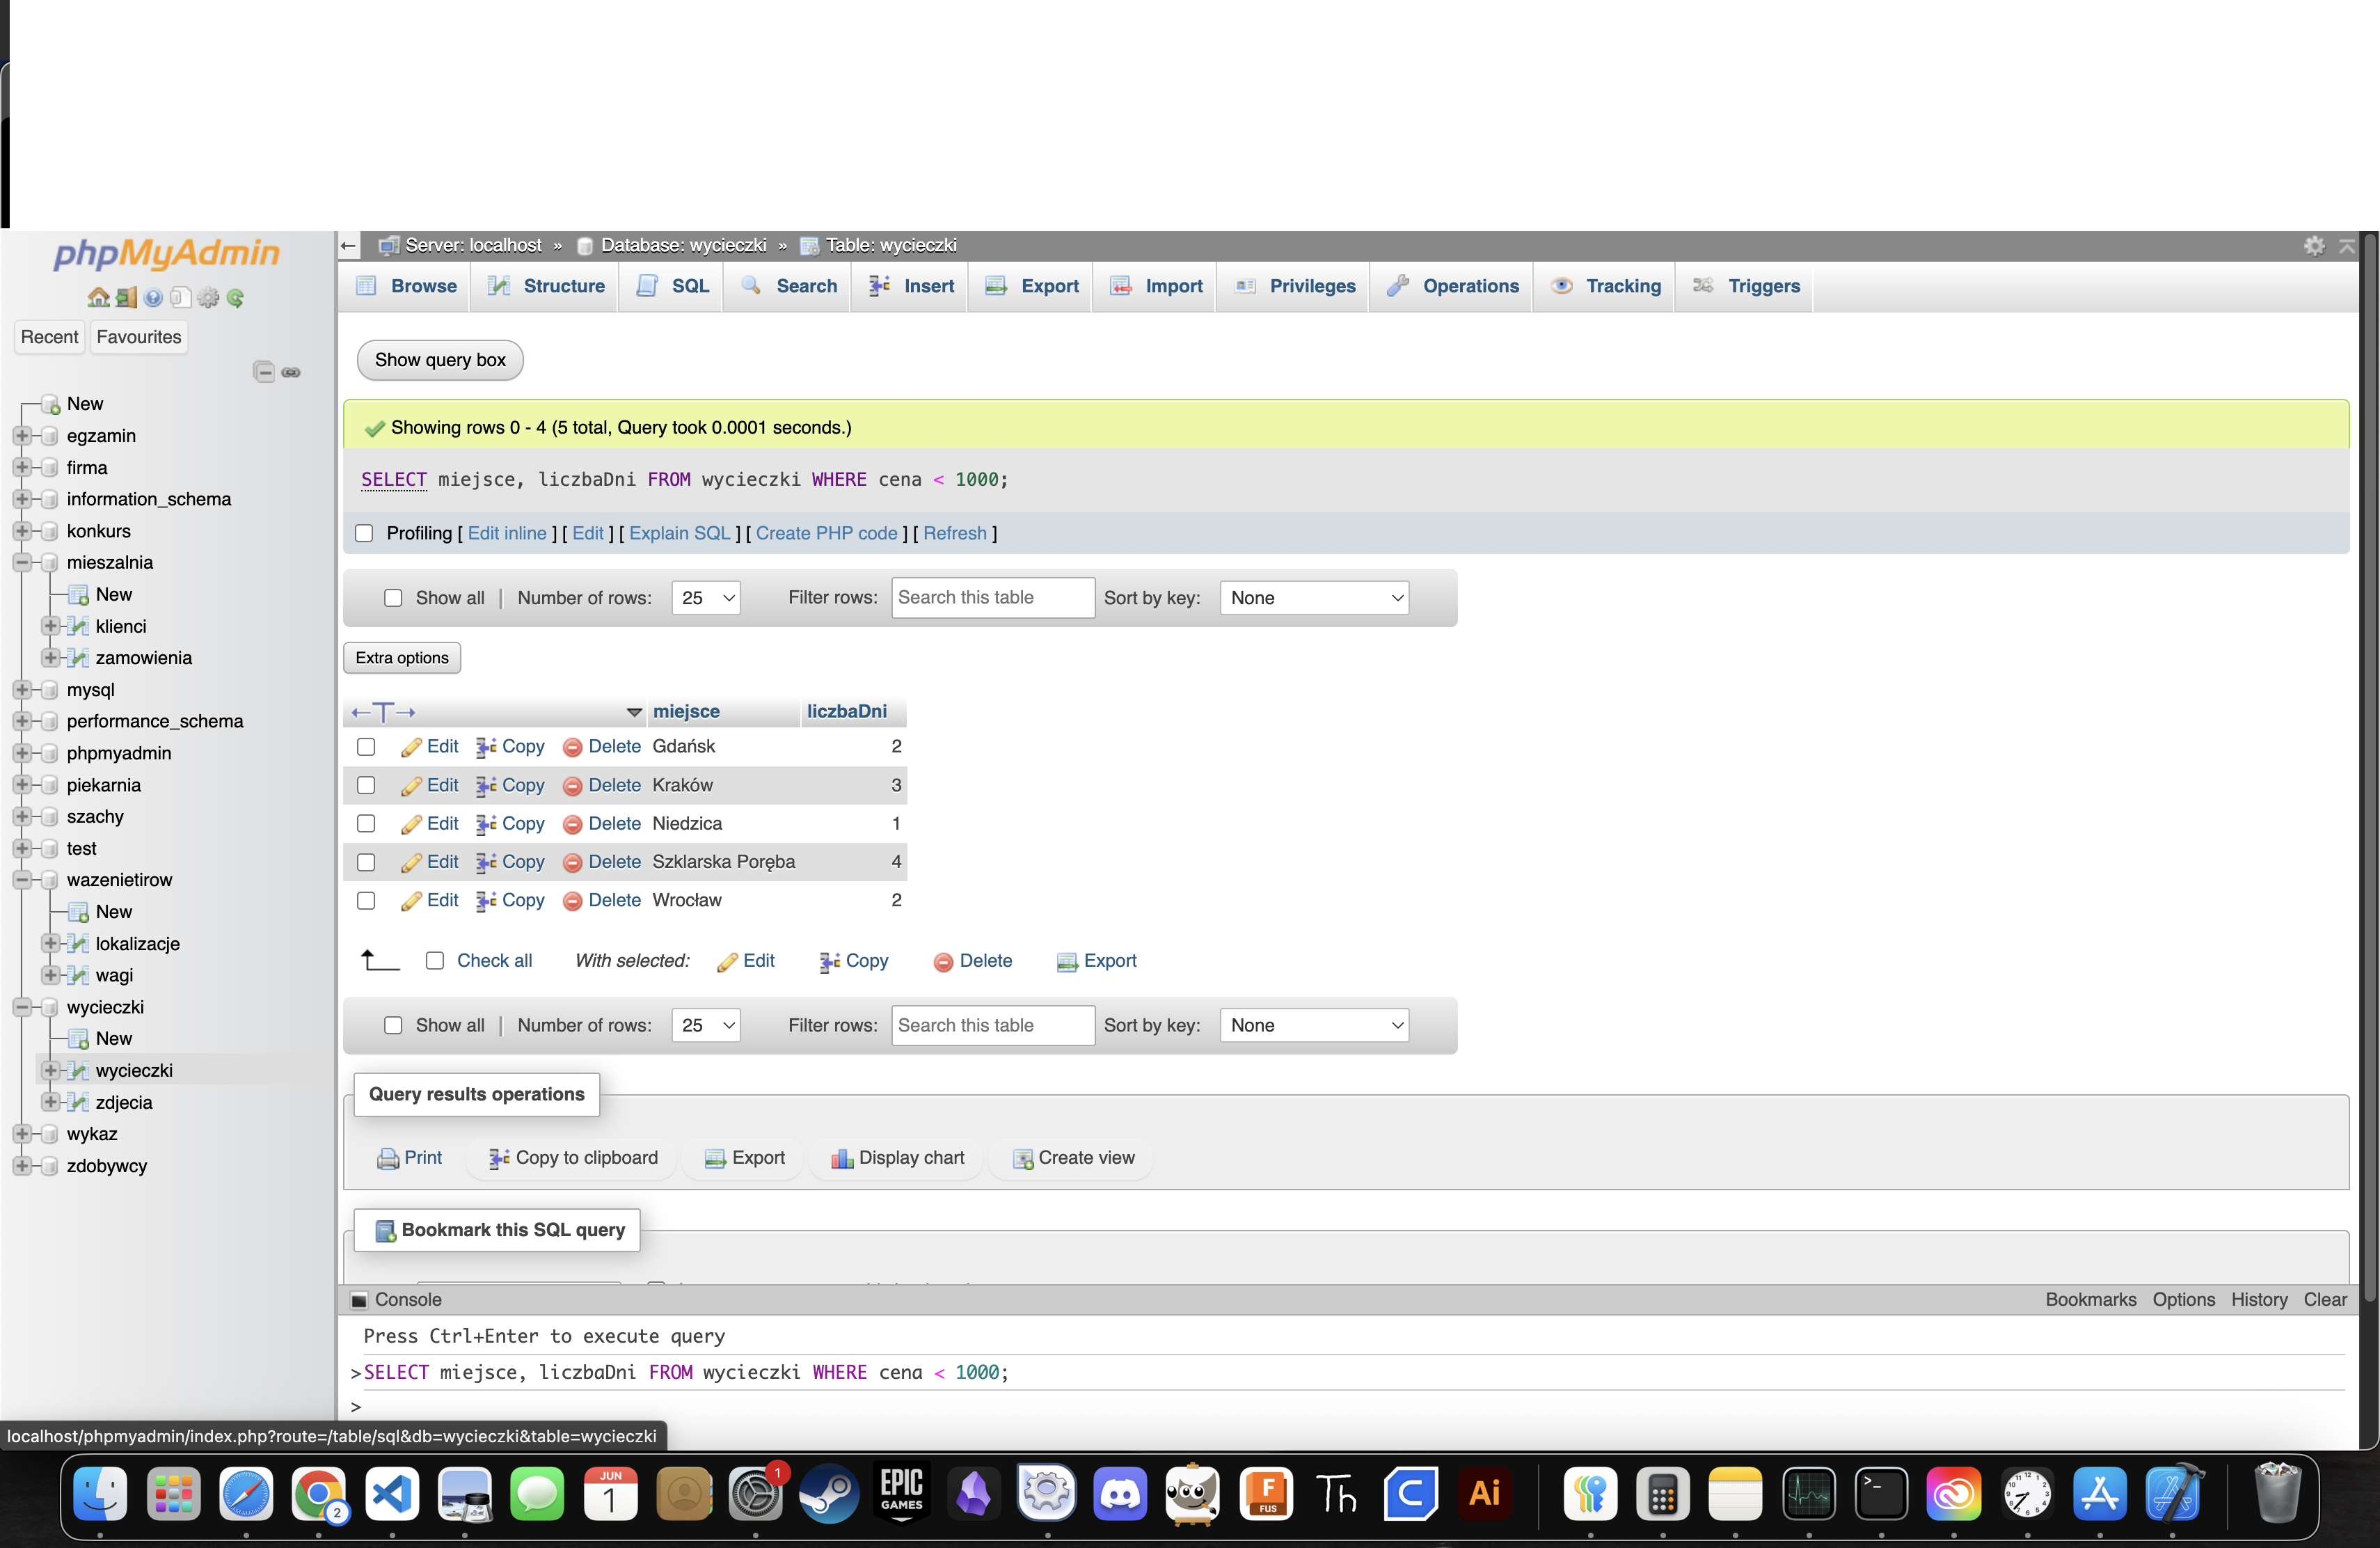 phpMyAdmin
Recent Favourites
New
egzamin
firma
information_schema
konkurs
mieszalnia
New
klienci
zamowienia
mysql
performance_schema
phpmyadmin
piekarnia
szachy
test
wazenietirow
New
lokalizacje
wagi
wycieczki
New
wycieczki
zdjecia
wykaz
zdobywcy
Server: localhost » Database: wycieczki » Table: wycieczki
Browse Structure SQL Search Insert Export Import Privileges Operations Tracking Triggers
Show query box
Showing rows 0 - 4 (5 total, Query took 0.0001 seconds.)
SELECT miejsce, liczbaDni FROM wycieczki WHERE cena < 1000;
Profiling [ Edit inline ] [ Edit ] [ Explain SQL ] [ Create PHP code ] [ Refresh ]
Show all | Number of rows: 25 Filter rows: Search this table Sort by key: None
Extra options
←T→ miejsce liczbaDni
Edit Copy Delete Gdańsk 2
Edit Copy Delete Kraków 3
Edit Copy Delete Niedzica 1
Edit Copy Delete Szklarska Poręba 4
Edit Copy Delete Wrocław 2
Check all With selected: Edit Copy Delete Export
Show all | Number of rows: 25 Filter rows: Search this table Sort by key: None
Query results operations
Print Copy to clipboard Export Display chart Create view
Bookmark this SQL query
Console Bookmarks Options History Clear
Press Ctrl+Enter to execute query
>SELECT miejsce, liczbaDni FROM wycieczki WHERE cena < 1000;
>
localhost/phpmyadmin/index.php?route=/table/sql&db=wycieczki&table=wycieczki
2 JUN 1 1 EPIC GAMES F FUS Th C Ai >_